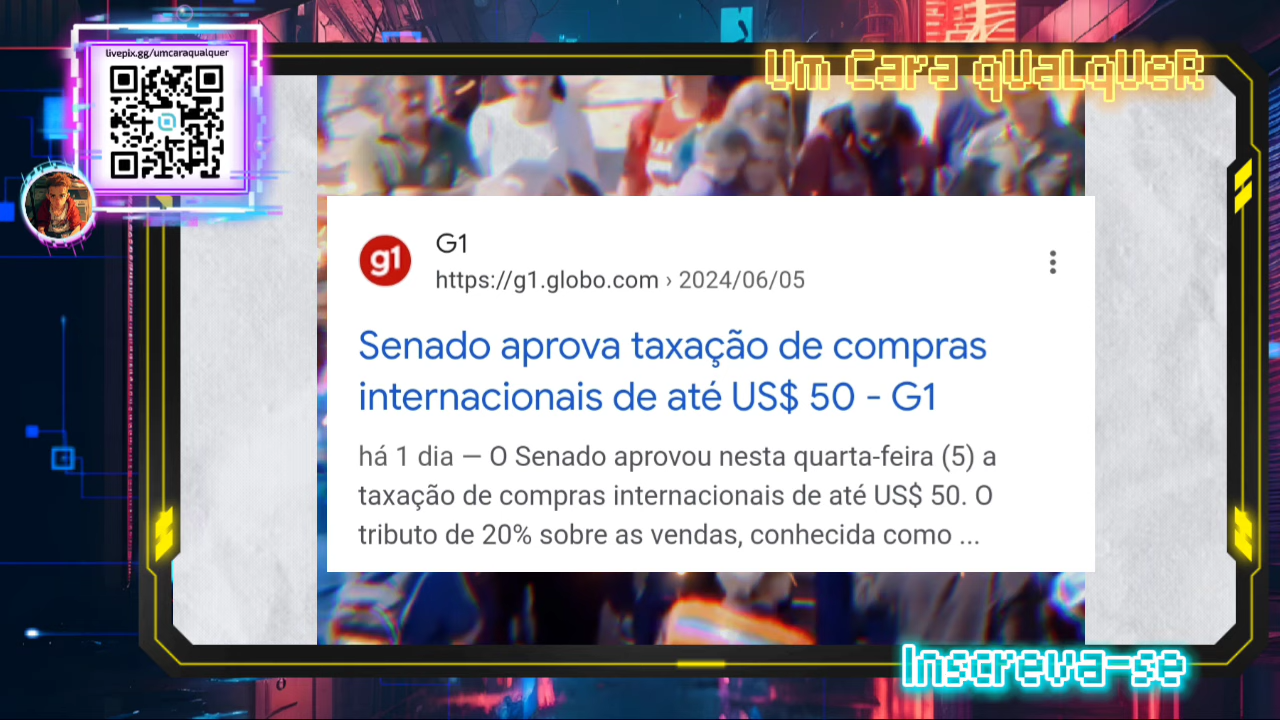 livepix.gg/umcaraqualquer
Um Cara qUaLqUeR
g1
G1
https://g1.globo.com › 2024/06/05
Senado aprova taxação de compras
internacionais de até US$ 50 - G1
há 1 dia — O Senado aprovou nesta quarta-feira (5) a
taxação de compras internacionais de até US$ 50. O
tributo de 20% sobre as vendas, conhecida como ...
Inscreva-se